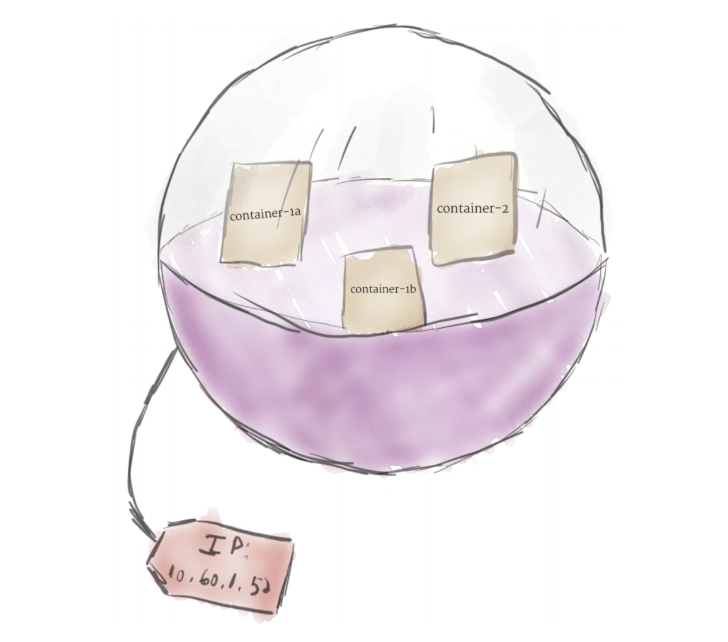 container-1a
container-2
container-1b
IP:
10.60.1.52